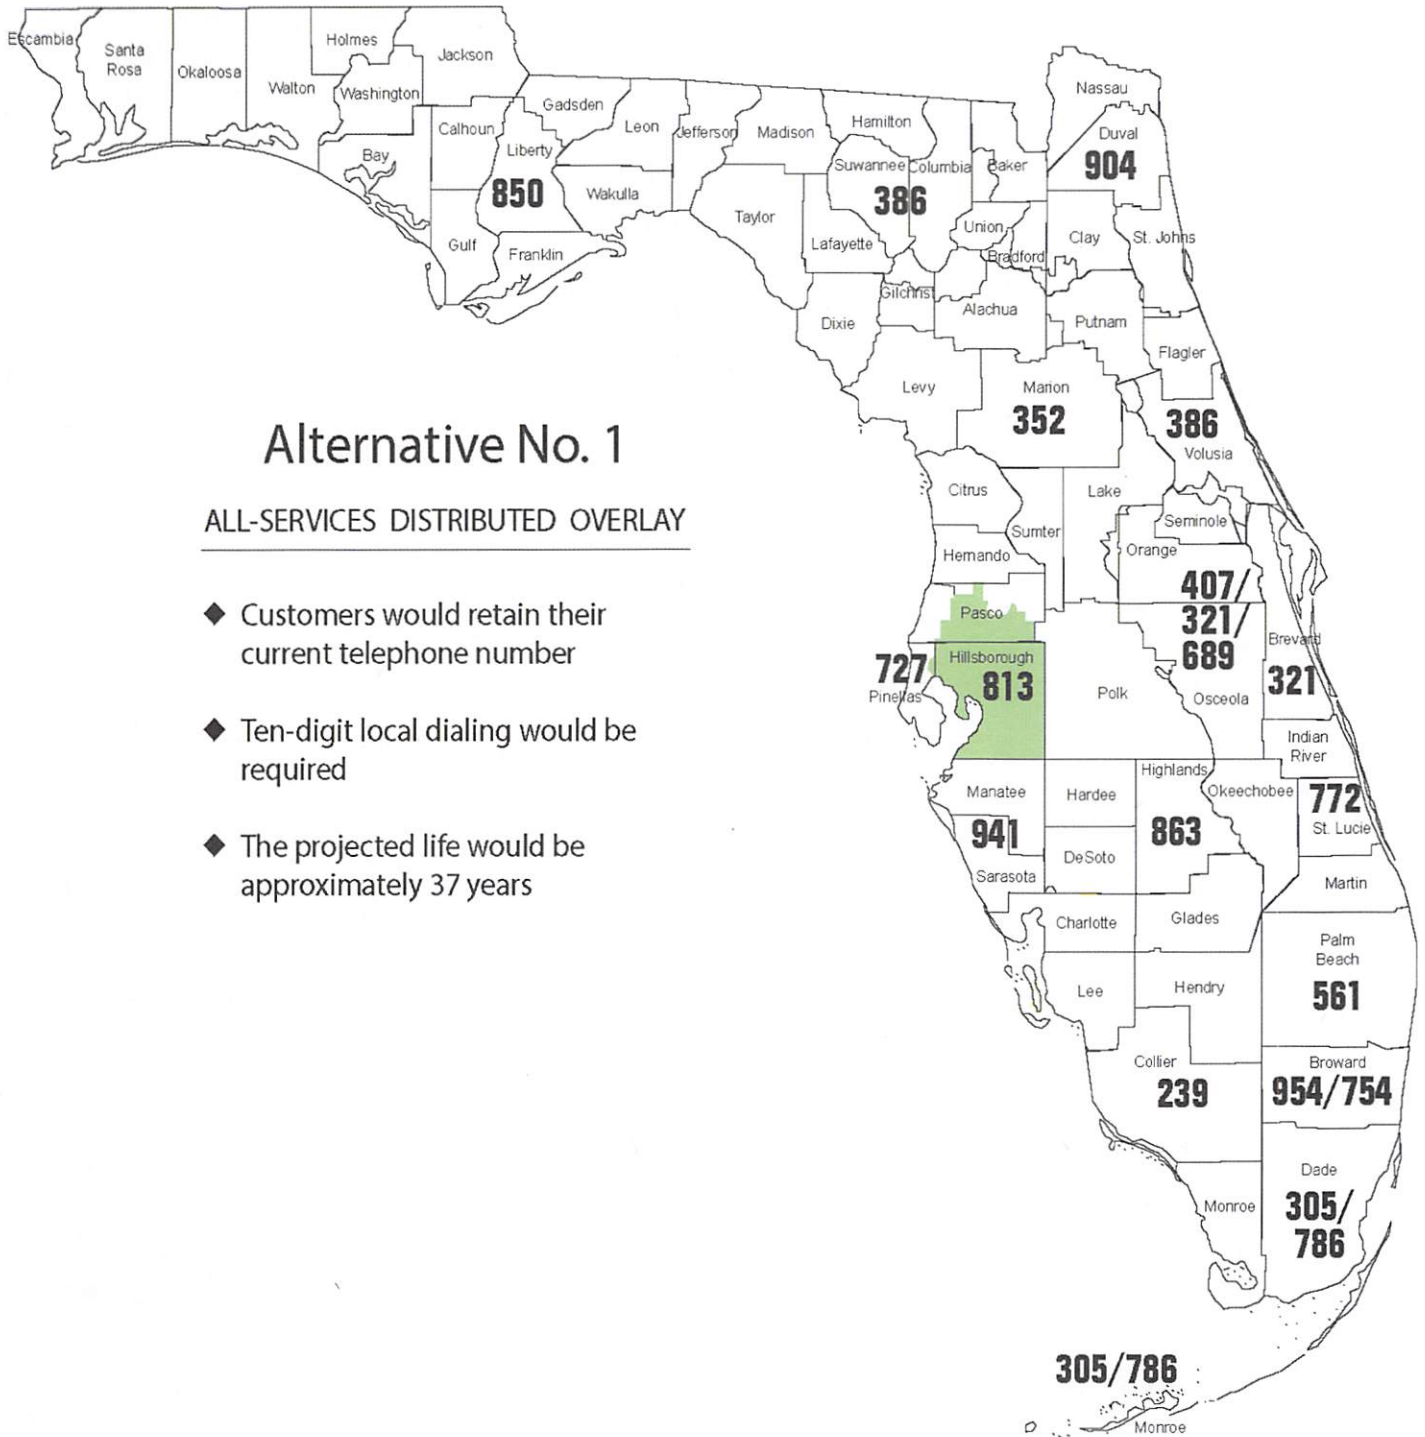 Escambia
Santa
Rosa
Okaloosa
Walton
Holmes
Washington
Jackson
Bay
Calhoun
Gulf
Liberty
850
Gadsden
Franklin
Leon
Wakulla
Jefferson
Madison
Taylor
Hamilton
Suwannee
Columbia
386
Lafayette
Baker
Union
Bradford
Nassau
Duval
904
Clay
St. Johns
Dixie
Gilchrist
Alachua
Putnam
Flagler
Levy
Marion
352
386
Volusia
Alternative No. 1
ALL-SERVICES DISTRIBUTED OVERLAY
◆ Customers would retain their
current telephone number
◆ Ten-digit local dialing would be
required
◆ The projected life would be
approximately 37 years
Citrus
Sumter
Lake
Hernando
Seminole
Orange
407/
321/
689
Osceola
Brevard
321
Pasco
Hillsborough
813
727
Pinellas
Polk
Indian
River
Manatee
941
Sarasota
Hardee
DeSoto
Highlands
863
Okeechobee
772
St. Lucie
Martin
Charlotte
Glades
Palm
Beach
561
Lee
Hendry
Collier
239
Broward
954/754
Dade
305/
786
Monroe
305/786
Monroe